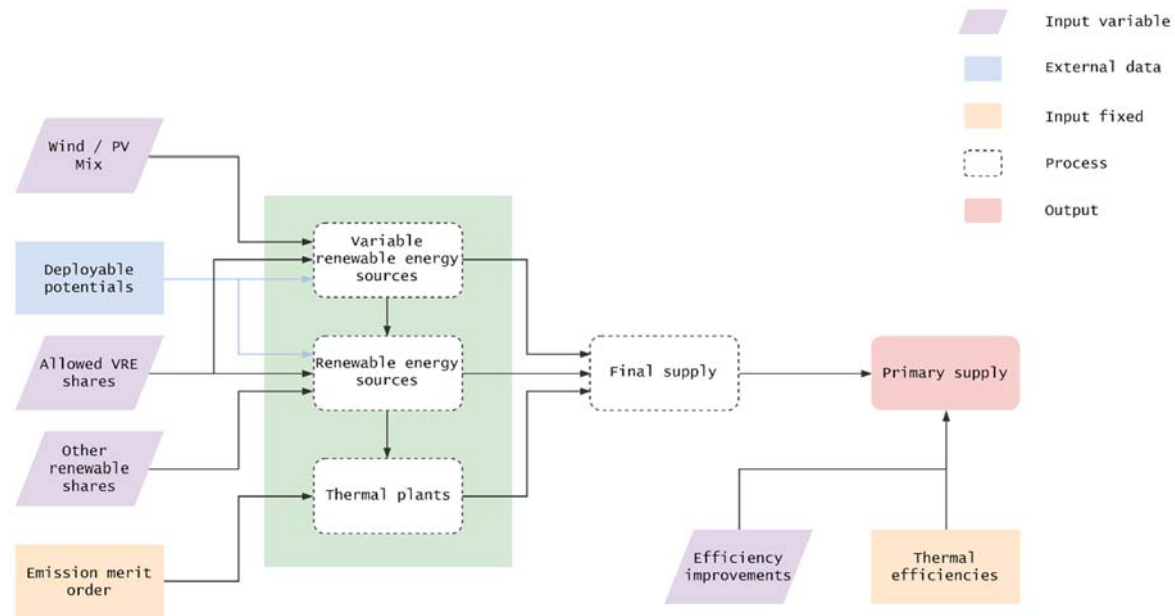 Input variable
External data
Input fixed
Process
Output
Wind / PV
Mix
Deployable
potentials
Allowed VRE
shares
Other
renewable
shares
Emission merit
order
Variable
renewable energy
sources
Renewable energy
sources
Thermal plants
Final supply
Primary supply
Efficiency
improvements
Thermal
efficiencies